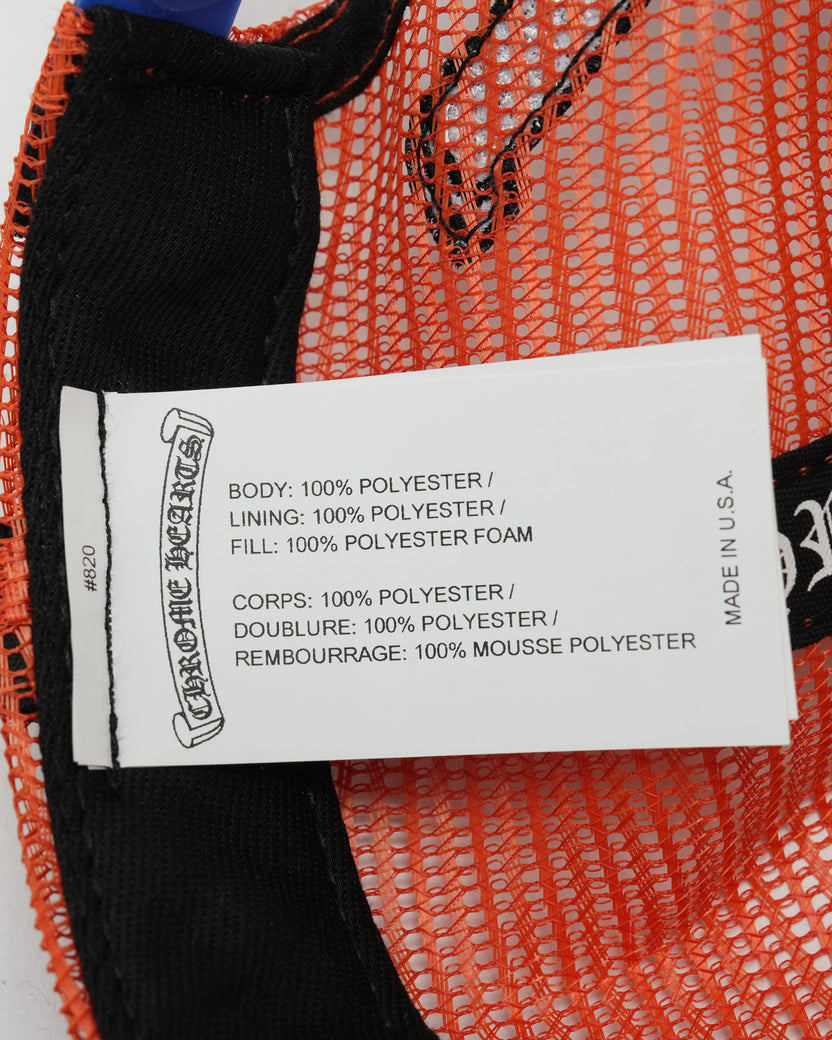 #820
CHROME HEARTS
BODY: 100% POLYESTER /
LINING: 100% POLYESTER /
FILL: 100% POLYESTER FOAM
CORPS: 100% POLYESTER /
DOUBLURE: 100% POLYESTER /
REMBOURRAGE: 100% MOUSSE POLYESTER
MADE IN U.S.A.